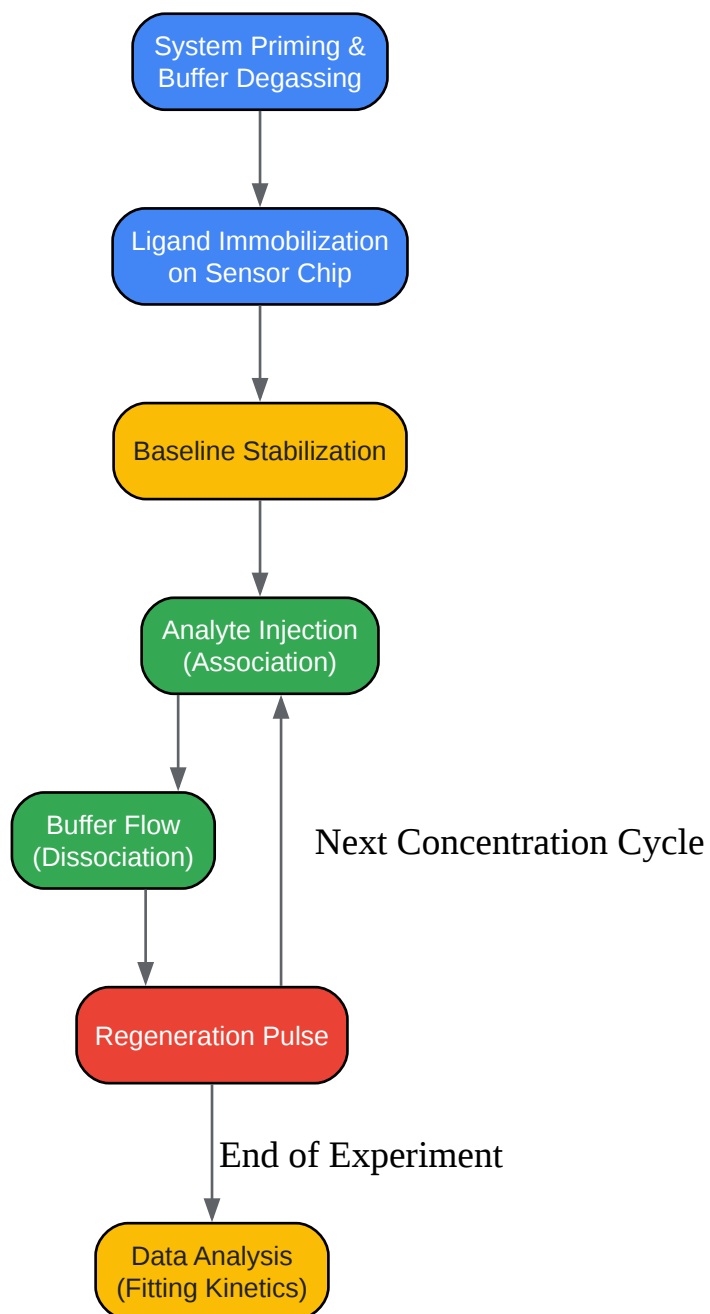 System Priming &
Buffer Degassing
Ligand Immobilization
on Sensor Chip
Baseline Stabilization
Analyte Injection
(Association)
Buffer Flow
(Dissociation)
Next Concentration Cycle
Regeneration Pulse
End of Experiment
Data Analysis
(Fitting Kinetics)